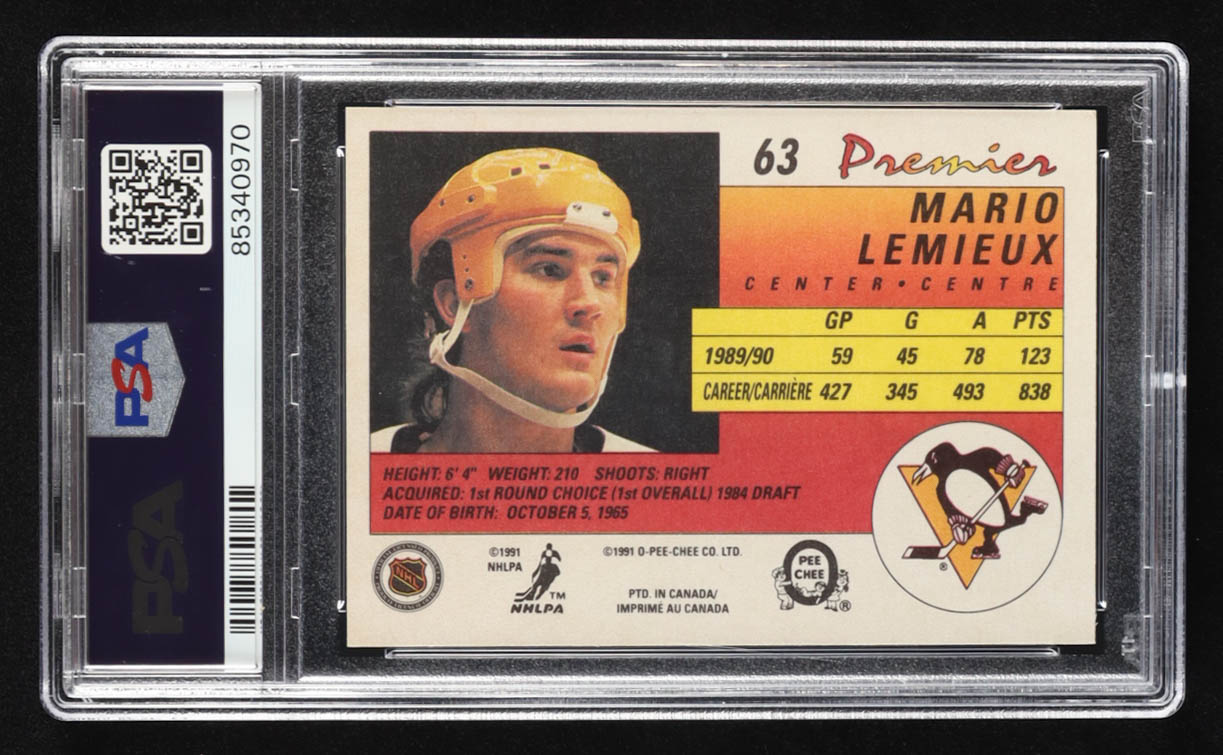 85340970
PSA
PSA
63 Premier
MARIO
LEMIEUX
CENTER • CENTRE
GP G A PTS
1989/90 59 45 78 123
CAREER/CARRIÈRE 427 345 493 838
HEIGHT: 6' 4" WEIGHT: 210 SHOOTS: RIGHT
ACQUIRED: 1st ROUND CHOICE (1st OVERALL) 1984 DRAFT
DATE OF BIRTH: OCTOBER 5, 1965
NHL
©1991
NHLPA
TM
NHLPA
©1991 O-PEE-CHEE CO. LTD.
PTD. IN CANADA/
IMPRIMÉ AU CANADA
O
PEE
CHEE
®
®